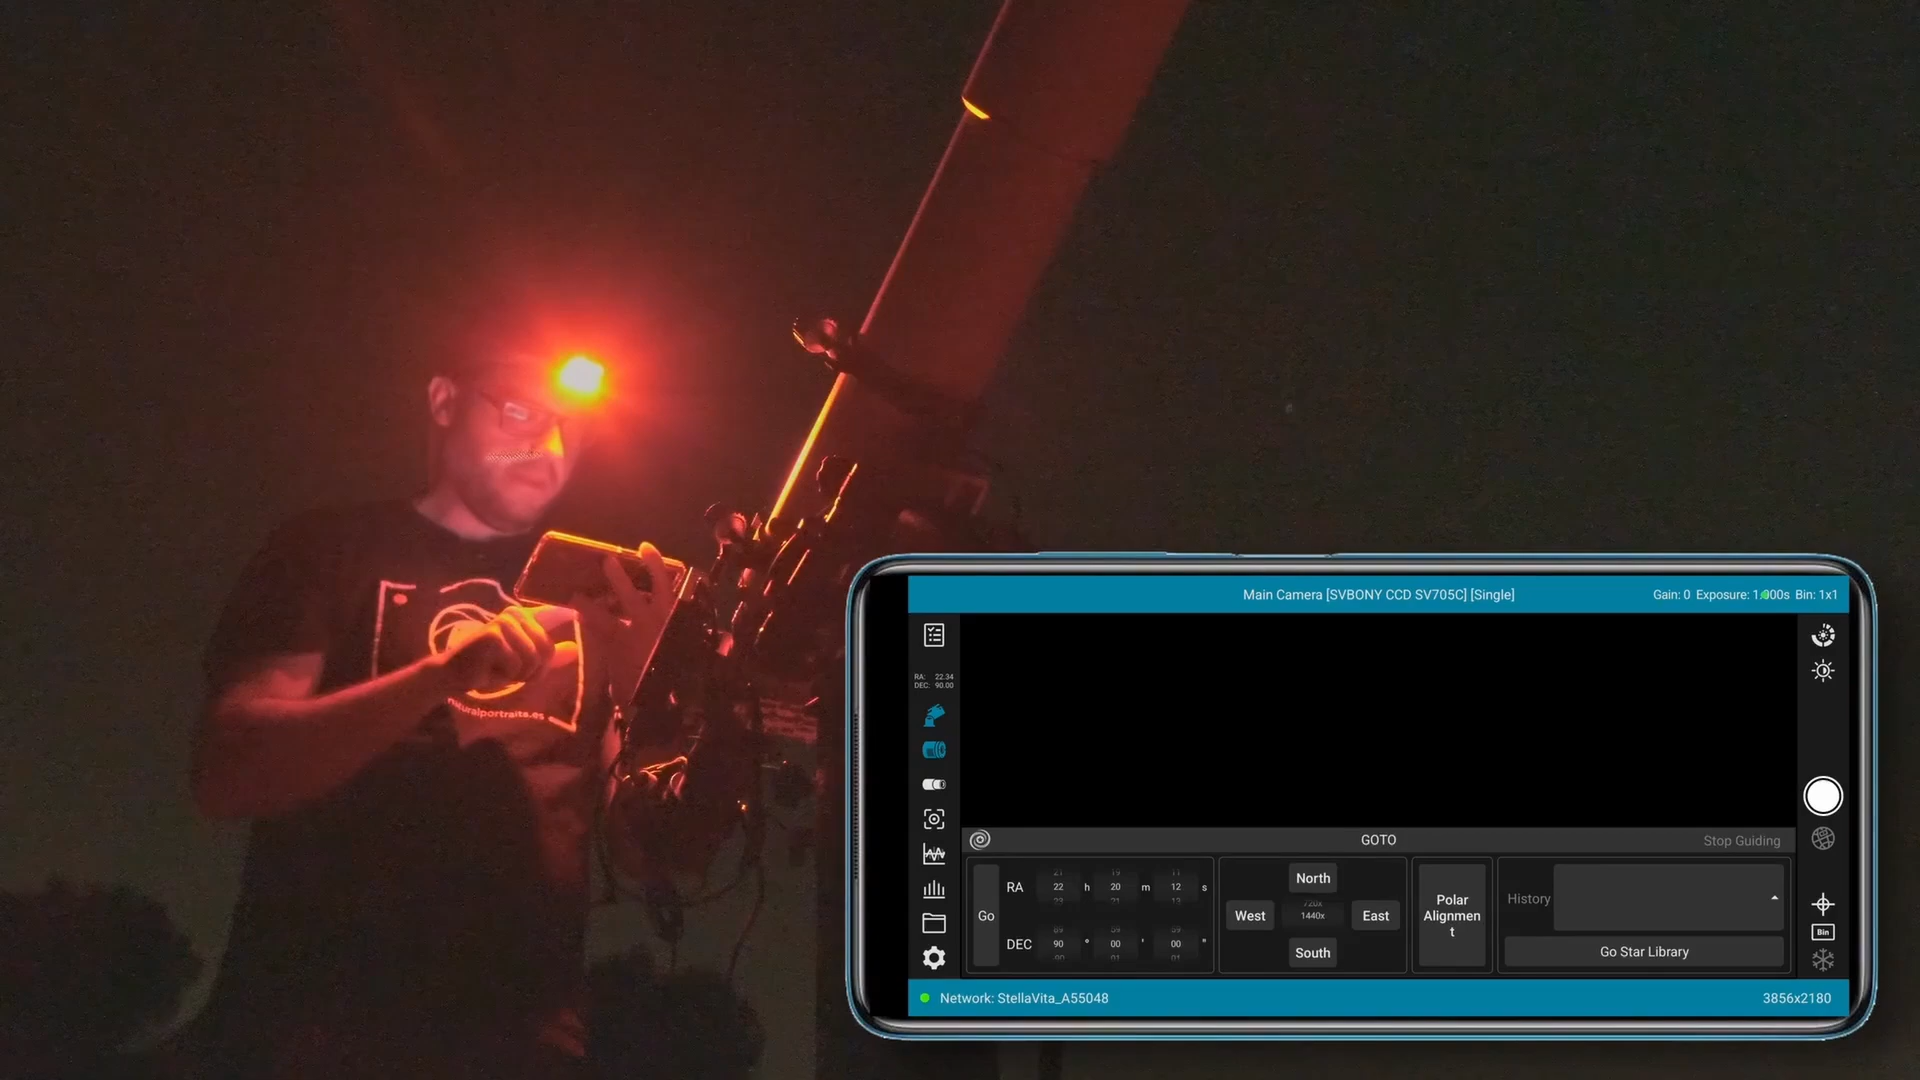 Main Camera [SVBONY CCD SV705C] [Single]
Gain: 0 Exposure: 1.000s Bin: 1x1
RA: 22.34
DEC: 90.00
GOTO
Stop Guiding
Go
RA 22 h 20 m 12 s
DEC 90 ° 00 ' 00 "
North
West
1440x
East
South
Polar
Alignmen
t
History
Go Star Library
Bin
Network: StellaVita_A55048
3856x2180
naturalportraits.es